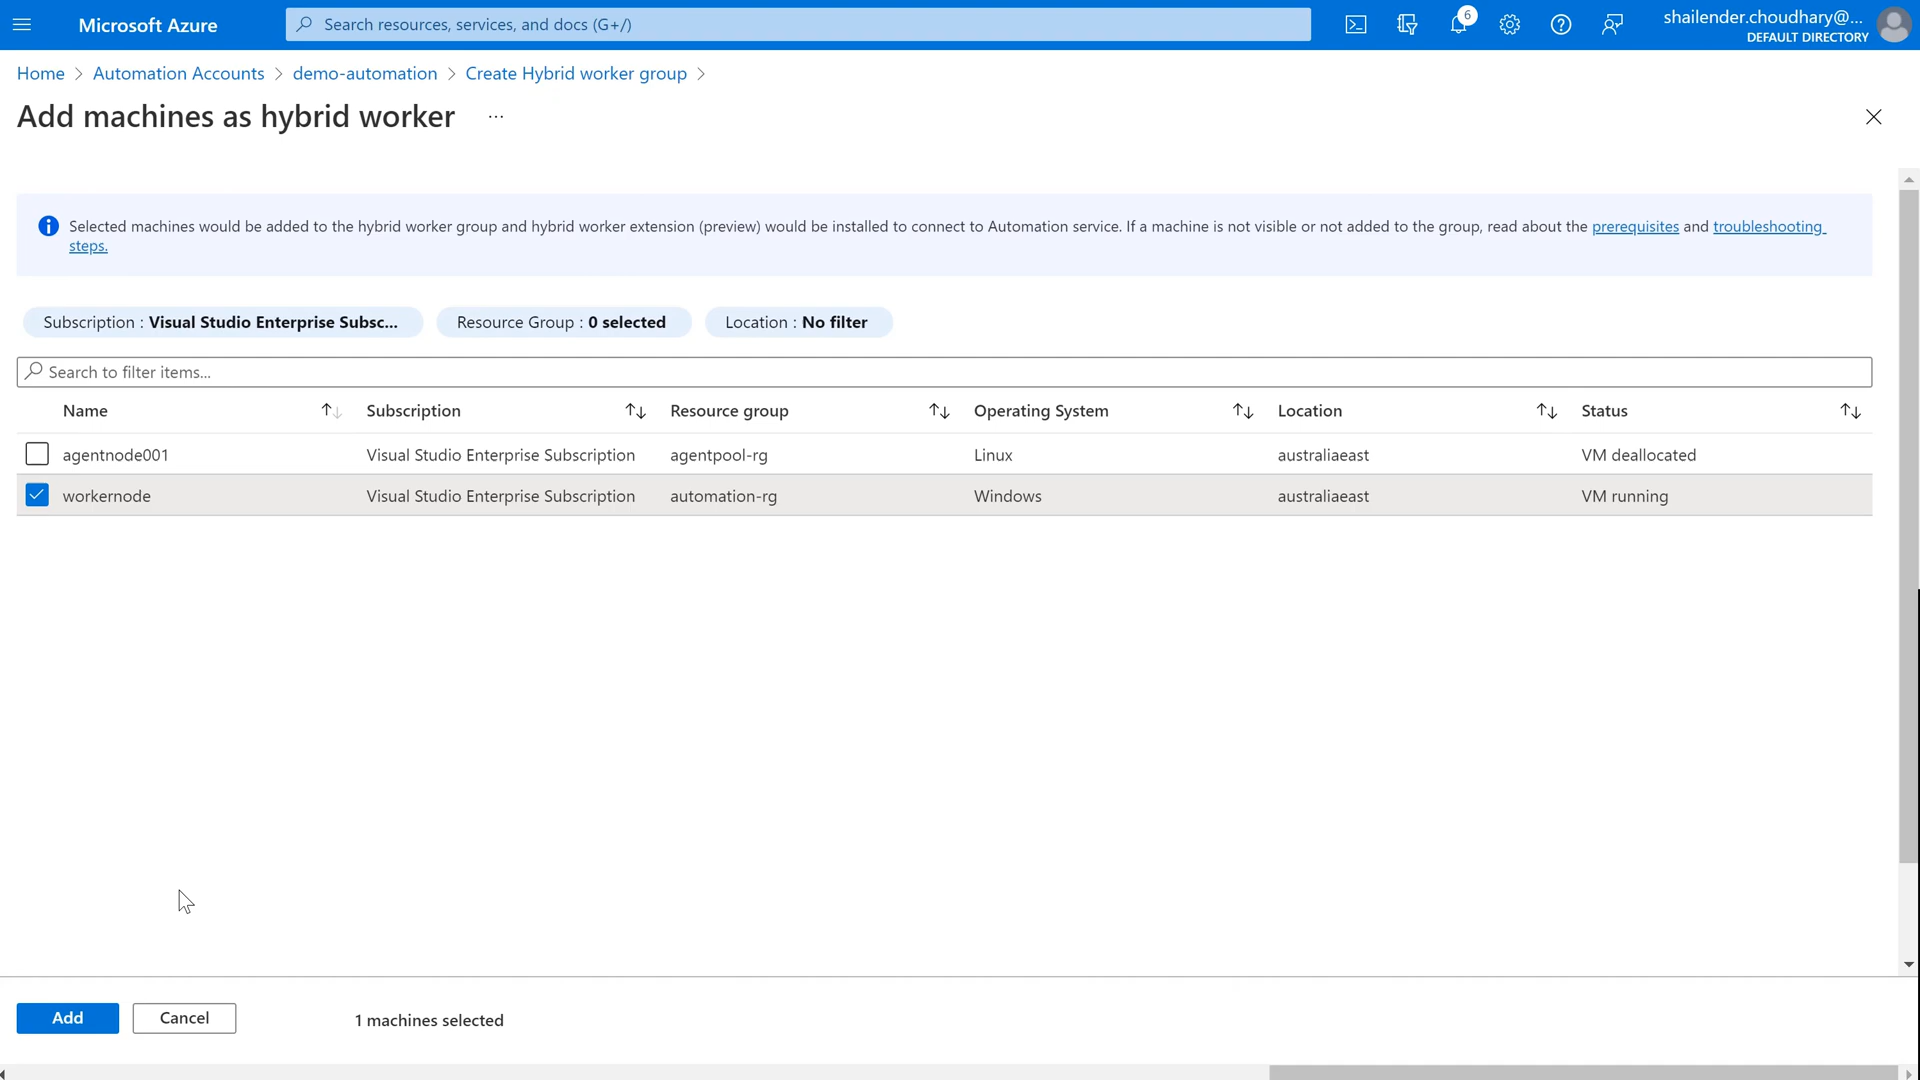 Microsoft Azure
Search resources, services, and docs (G+/)
6
shailender.choudhary@...
DEFAULT DIRECTORY
Home > Automation Accounts > demo-automation > Create Hybrid worker group >
Add machines as hybrid worker ...
Selected machines would be added to the hybrid worker group and hybrid worker extension (preview) would be installed to connect to Automation service. If a machine is not visible or not added to the group, read about the prerequisites and troubleshooting
steps.
Subscription : Visual Studio Enterprise Subsc... Resource Group : 0 selected Location : No filter
Search to filter items...
Name Subscription Resource group Operating System Location Status
agentnode001 Visual Studio Enterprise Subscription agentpool-rg Linux australiaeast VM deallocated
workernode Visual Studio Enterprise Subscription automation-rg Windows australiaeast VM running
Add Cancel 1 machines selected